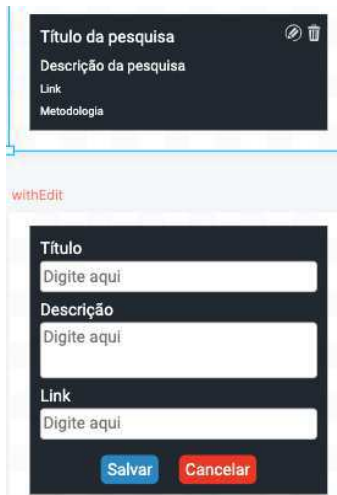 Título da pesquisa
Descrição da pesquisa
Link
Metodologia
withEdit
Título
Digite aqui
Descrição
Digite aqui
Link
Digite aqui
Salvar Cancelar